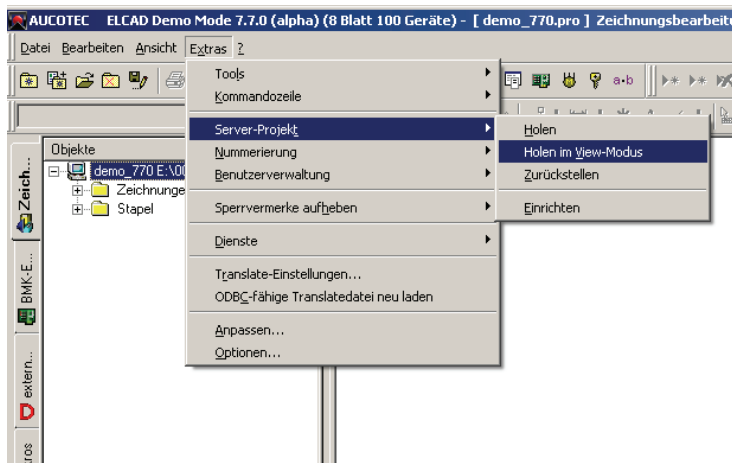 AUCOTEC ELCAD Demo Mode 7.7.0 (alpha) (8 Blatt 100 Geräte) - [ demo_770.pro ] Zeichnungsbearbeit
Datei Bearbeiten Ansicht Extras ?
a-b
Tools
Kommandozeile
Server-Projekt
Nummerierung
Benutzerverwaltung
Sperrvermerke aufheben
Dienste
Translate-Einstellungen...
ODBC-fähige Translatedatei neu laden
Anpassen...
Optionen...
Holen
Holen im View-Modus
Zurückstellen
Einrichten
Objekte
demo_770 E:\00
Zeichnunge
Stapel
Zeich...
BMK-E...
D extern...
ros